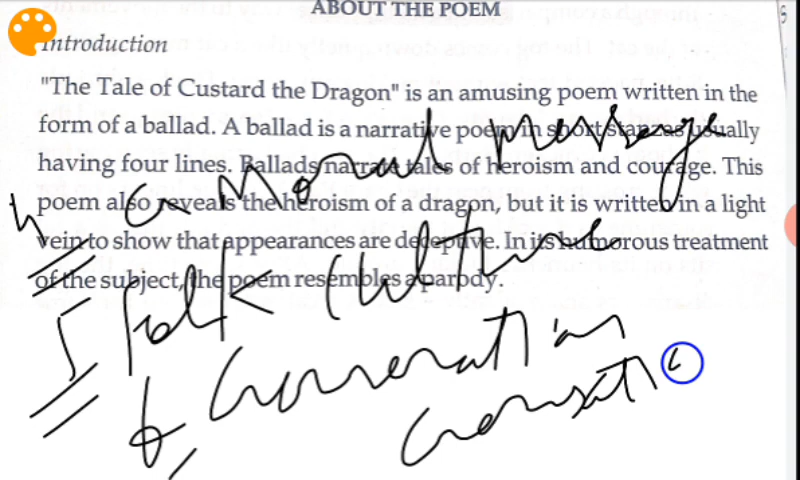 ABOUT THE POEM
Introduction
"The Tale of Custard the Dragon" is an amusing poem written in the
form of a ballad. A ballad is a narrative poem in short stanzas usually
having four lines. Ballads narrate tales of heroism and courage. This
poem also reveals the heroism of a dragon, but it is written in a light
vein to show that appearances are deceptive. In its humorous treatment
of the subject, the poem resembles a parody.
a moral message
5 folk culture
6